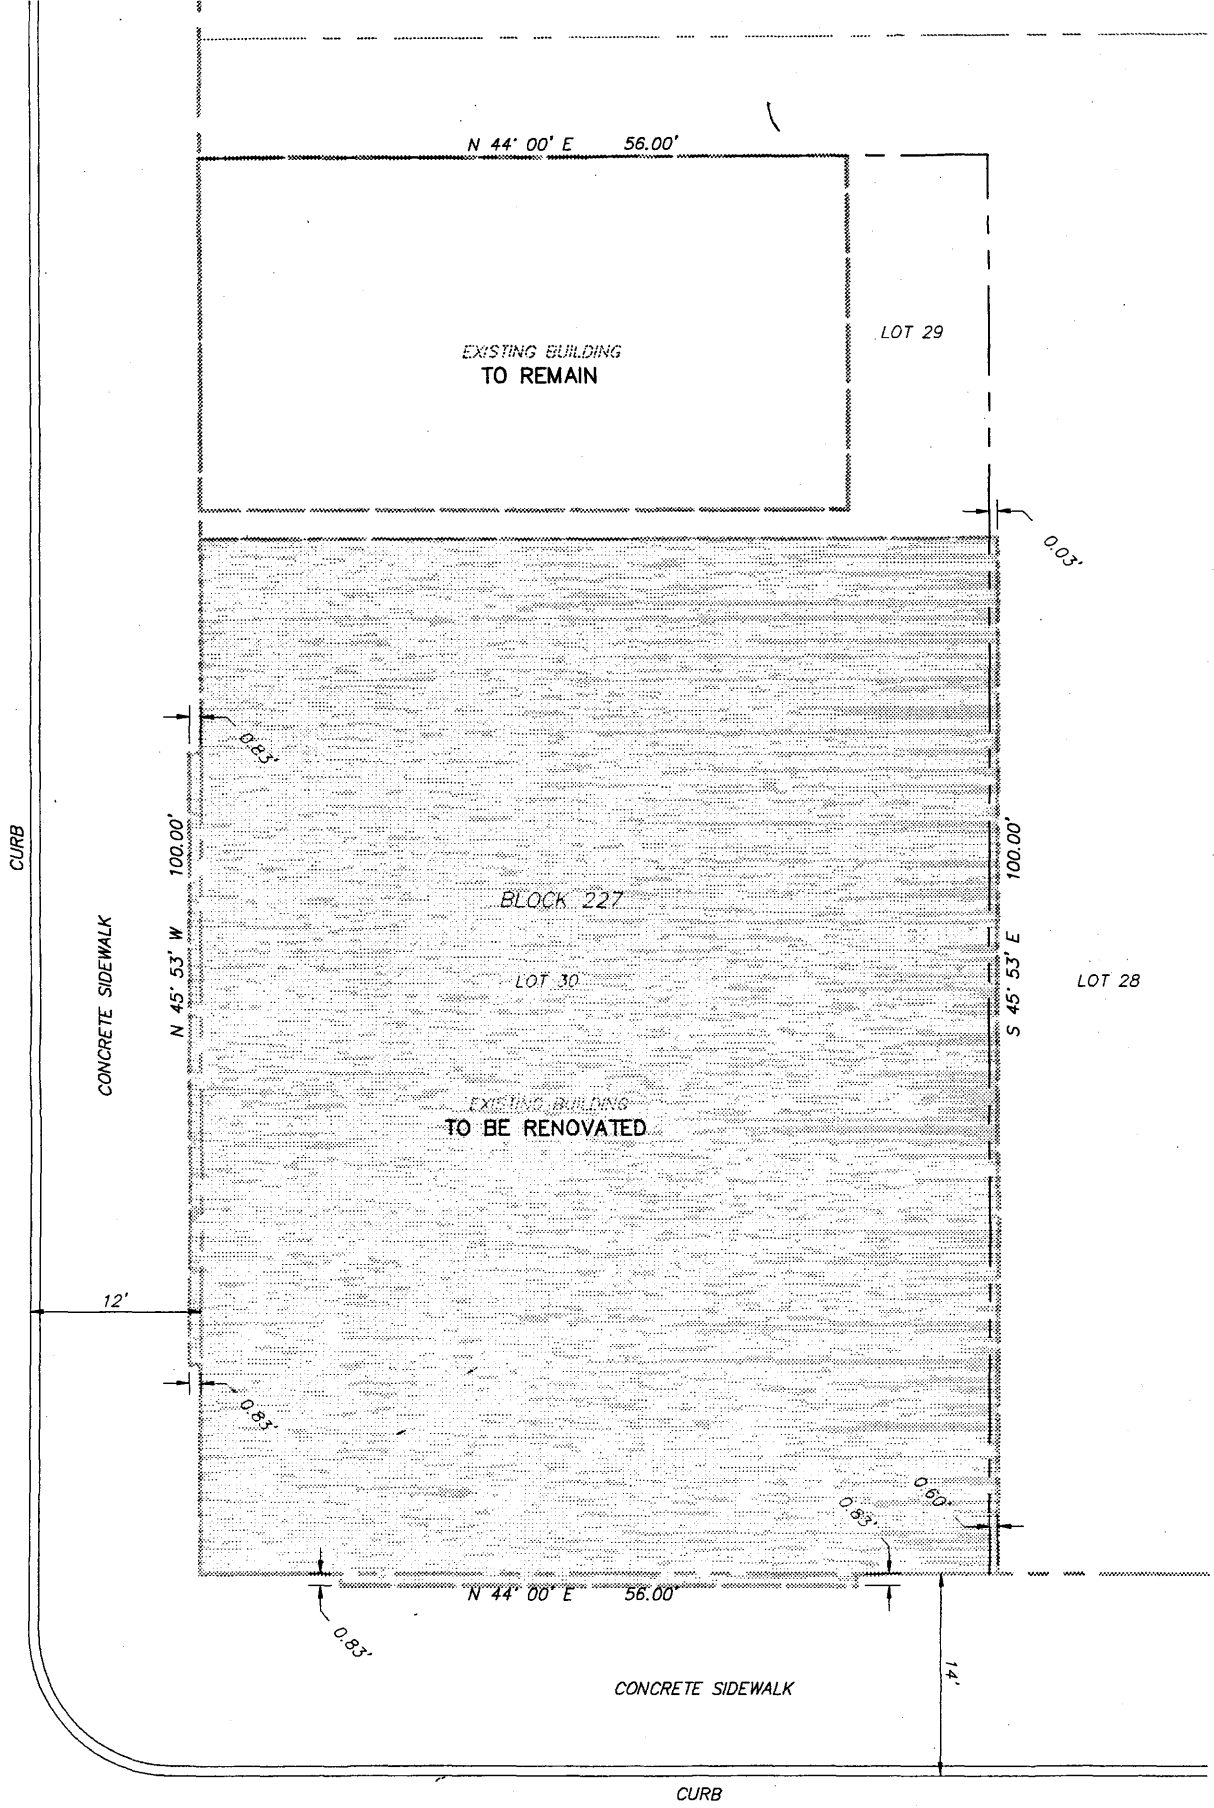 N 44° 00' E 56.00'
LOT 29
EXISTING BUILDING
TO REMAIN
0.03'
0.83'
N 45° 53' W 100.00'
S 45° 53' E 100.00'
CURB
BLOCK 227
CONCRETE SIDEWALK
LOT 30
LOT 28
EXISTING BUILDING
TO BE RENOVATED
12'
0.83'
0.60'
0.83'
N 44° 00' E 56.00'
0.83'
14'
CONCRETE SIDEWALK
CURB